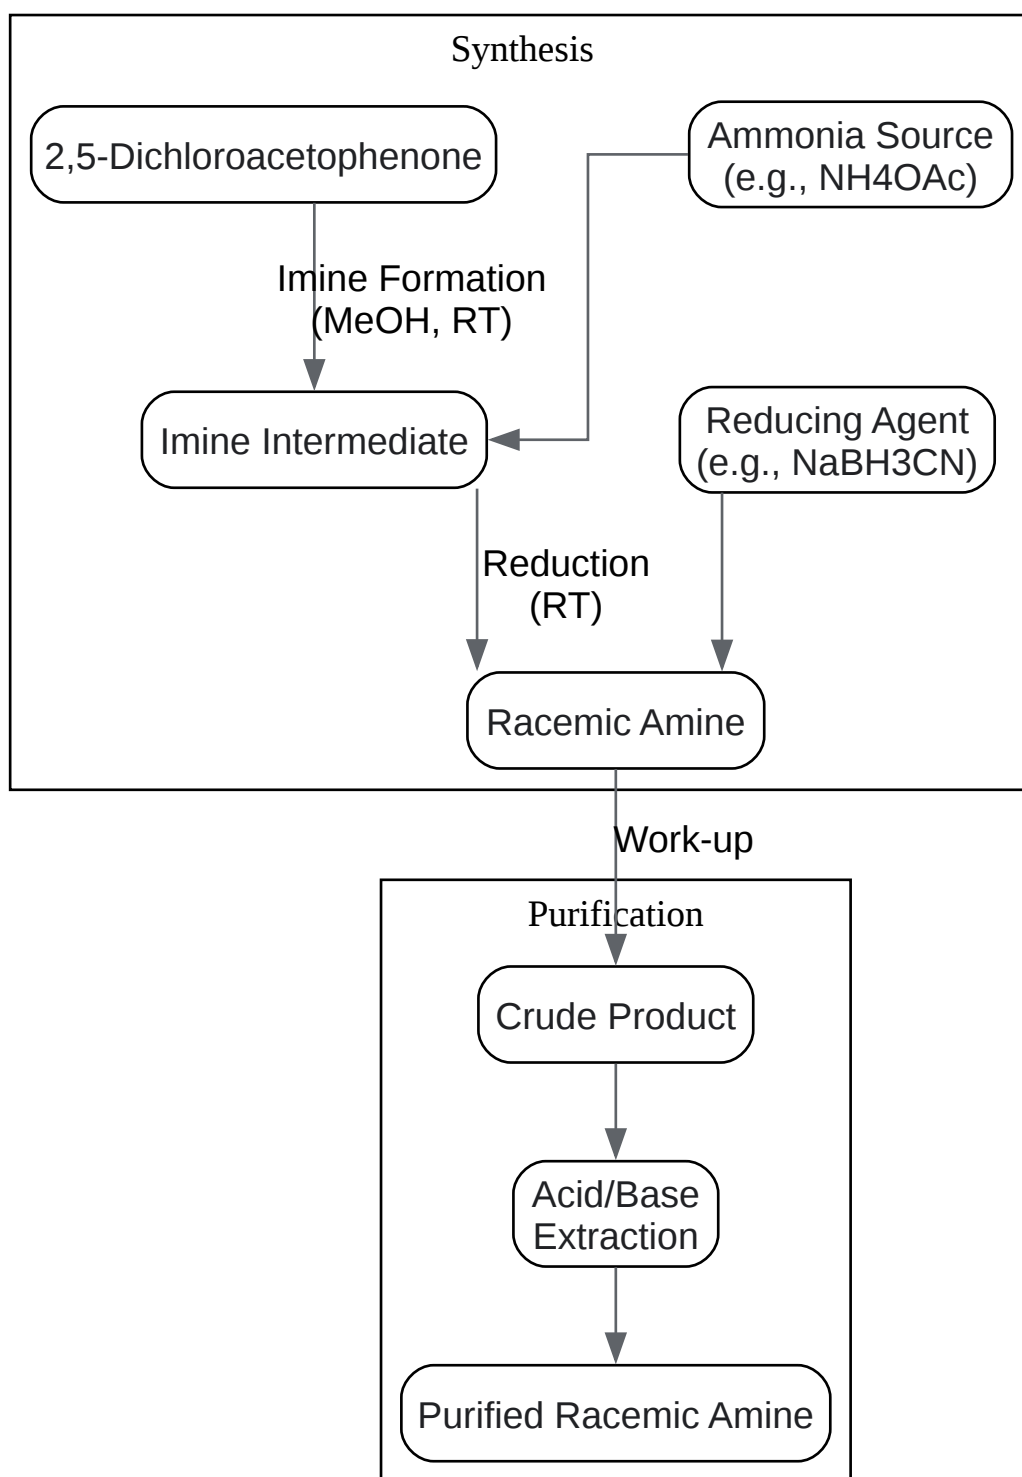 Synthesis
2,5-Dichloroacetophenone
Ammonia Source
(e.g., NH4OAc)
Imine Formation
(MeOH, RT)
Imine Intermediate
Reducing Agent
(e.g., NaBH3CN)
Reduction
(RT)
Racemic Amine
Work-up
Purification
Crude Product
Acid/Base
Extraction
Purified Racemic Amine